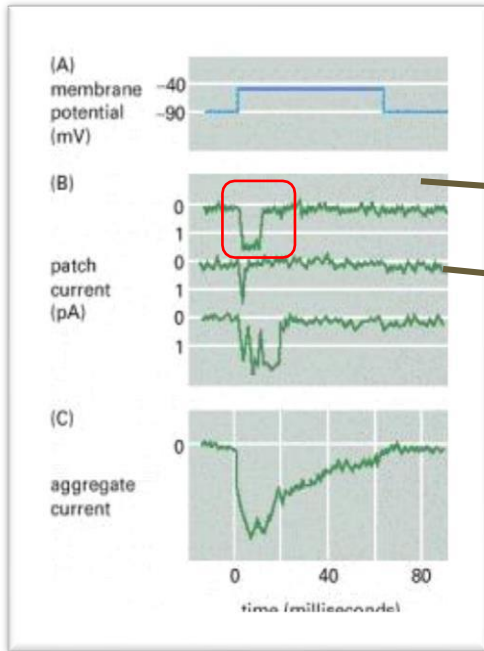 (A)
membrane -40
potential -90
(mV)
(B)
0
1
patch 0
current 1
(pA) 0
1
(C)
0
aggregate
current
0 40 80
time (milliseconds)